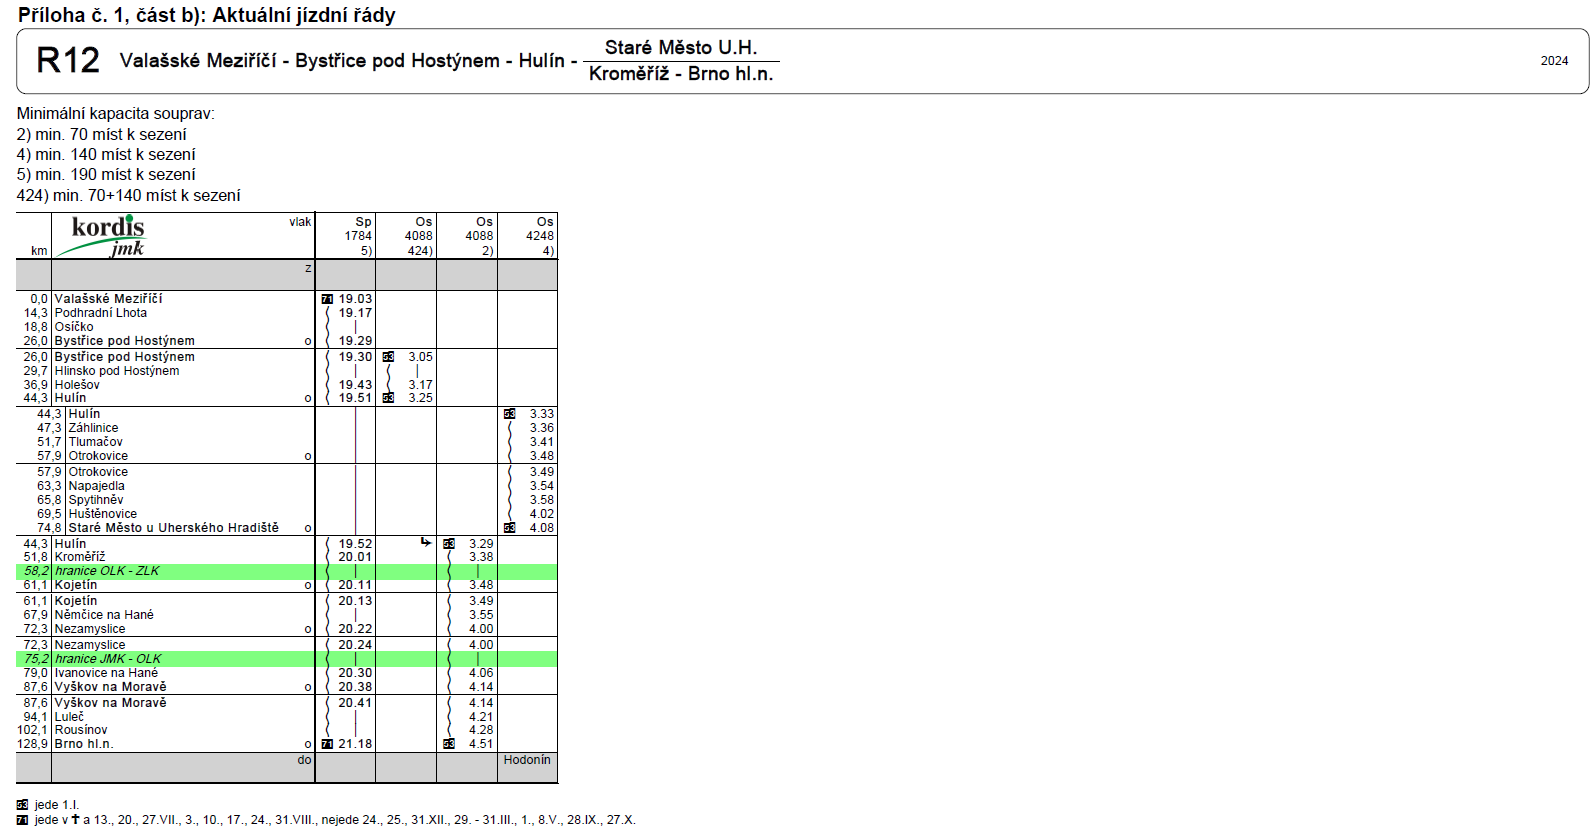 Příloha č. 1, část b): Aktuální jízdní řády
R12 Valašské Meziříčí - Bystřice pod Hostýnem - Hulín - Staré Město U.H. 2024
Kroměříž - Brno hl.n.
Minimální kapacita souprav:
2) min. 70 míst k sezení
4) min. 140 míst k sezení
5) min. 190 míst k sezení
424) min. 70+140 míst k sezení
kordis vlak Sp Os Os Os
jmk 1784 4088 4088 4248
km 5) 424) 2) 4)
z
0,0 Valašské Meziříčí 71 19.03
14,3 Podhradní Lhota 19.17
18,8 Osíčko |
26,0 Bystřice pod Hostýnem o 19.29
26,0 Bystřice pod Hostýnem 19.30 53 3.05
29,7 Hlinsko pod Hostýnem | |
36,9 Holešov 19.43 3.17
44,3 Hulín o 19.51 53 3.25
44,3 Hulín 53 3.33
47,3 Záhlinice 3.36
51,7 Tlumačov 3.41
57,9 Otrokovice o 3.48
57,9 Otrokovice 3.49
63,3 Napajedla 3.54
65,8 Spytihněv 3.58
69,5 Huštěnovice 4.02
74,8 Staré Město u Uherského Hradiště o 53 4.08
44,3 Hulín 19.52 53 3.29
51,8 Kroměříž 20.01 3.38
58,2 hranice OLK - ZLK | |
61,1 Kojetín o 20.11 3.48
61,1 Kojetín 20.13 3.49
67,9 Němčice na Hané | 3.55
72,3 Nezamyslice o 20.22 4.00
72,3 Nezamyslice 20.24 4.00
75,2 hranice JMK - OLK | |
79,0 Ivanovice na Hané 20.30 4.06
87,6 Vyškov na Moravě o 20.38 4.14
87,6 Vyškov na Moravě 20.41 4.14
94,1 Luleč | 4.21
102,1 Rousínov | 4.28
128,9 Brno hl.n. o 71 21.18 53 4.51
do Hodonín
53 jede 1.I.
71 jede v ✝ a 13., 20., 27.VII., 3., 10., 17., 24., 31.VIII., nejede 24., 25., 31.XII., 29. - 31.III., 1., 8.V., 28.IX., 27.X.